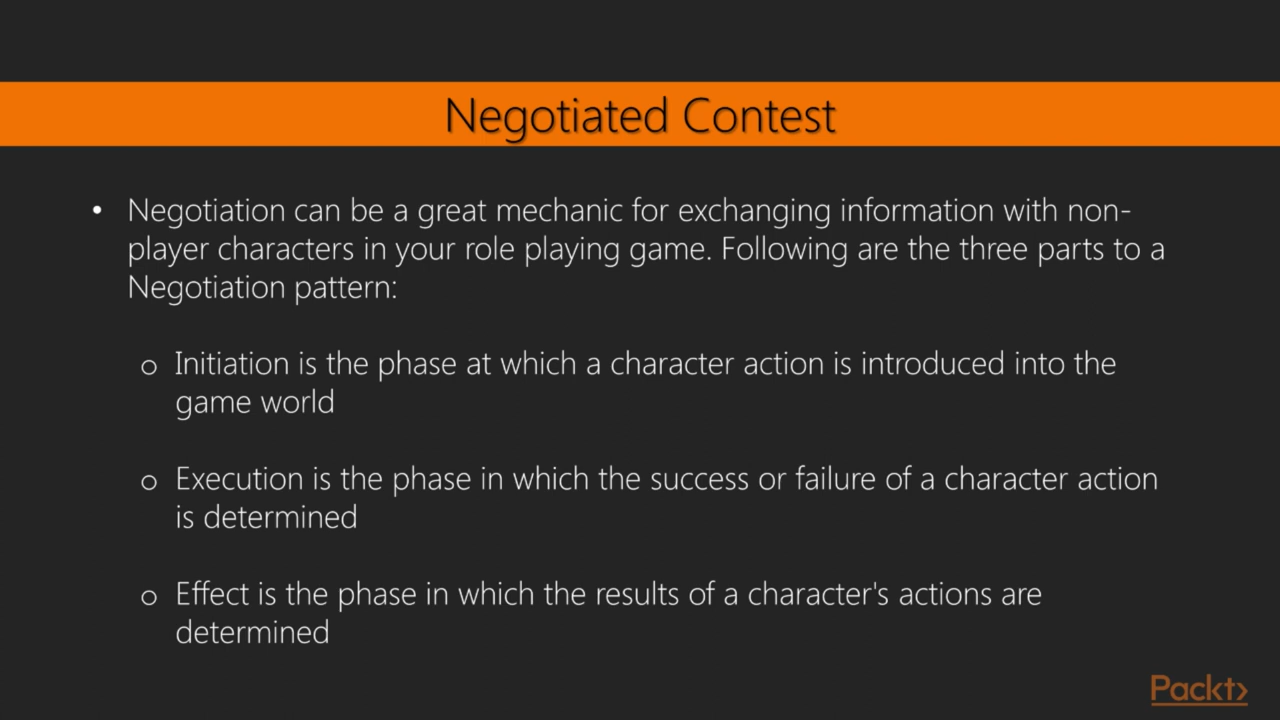 Negotiated Contest
• Negotiation can be a great mechanic for exchanging information with non-
player characters in your role playing game. Following are the three parts to a
Negotiation pattern:
o Initiation is the phase at which a character action is introduced into the
game world
o Execution is the phase in which the success or failure of a character action
is determined
o Effect is the phase in which the results of a character's actions are
determined
Packt>